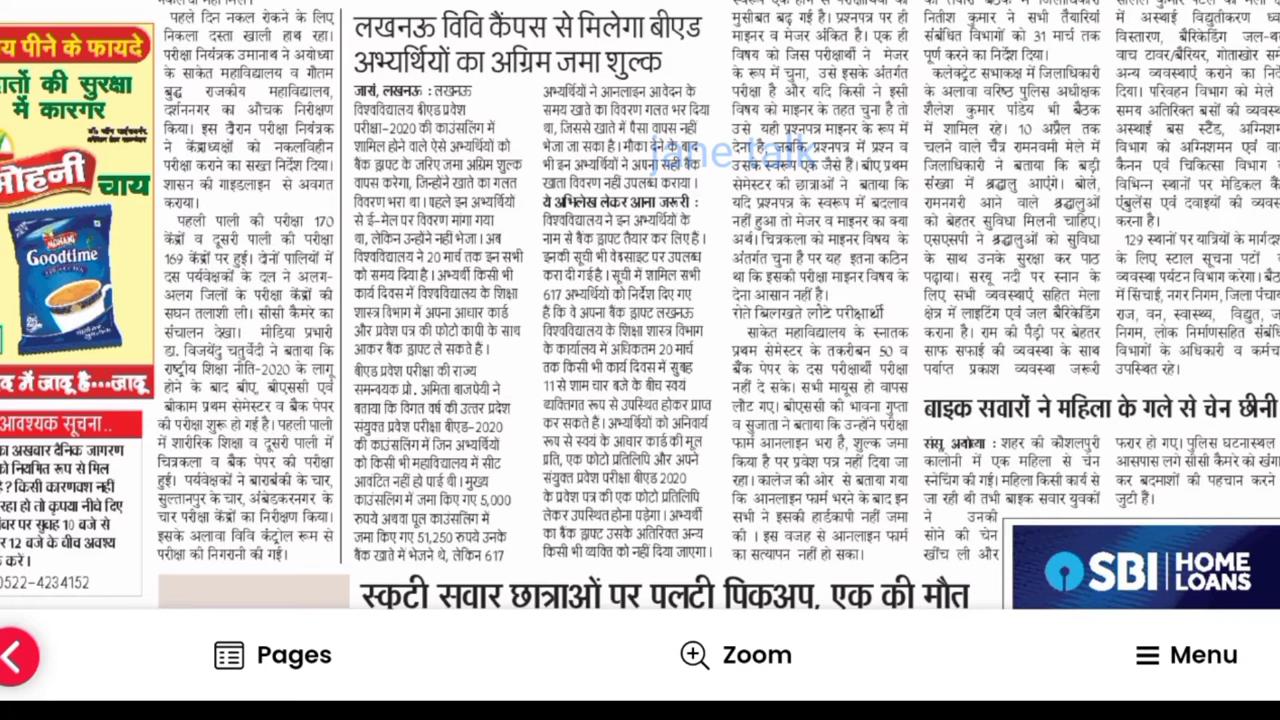 य पीने के फायदे
दाँतों की सुरक्षा
में कारगर
मोहनी
चाय
MOHANI
Goodtime
में जादू है...जादू
आवश्यक सूचना..
का अखबार दैनिक जागरण
को नियमित रूप से मिल
है ? किसी कारणवश नहीं
रहा हो तो कृपया नीचे दिए
बर पर सुबह 10 बजे से
र 12 बजे के बीच अवश्य
करें।
0522-4234152
पहले दिन नकल रोकने के लिए
निकला दस्ता खाली हाथ रहा।
परीक्षा नियंत्रक उमानाथ ने अयोध्या
के साकेत महाविद्यालय व गौतम
बुद्ध राजकीय महाविद्यालय,
दर्शननगर का औचक निरीक्षण
किया। इस दौरान परीक्षा नियंत्रक
ने केंद्राध्यक्षों को नकलविहीन
परीक्षा कराने का सख्त निर्देश दिया।
शासन की गाइडलाइन से अवगत
कराया।
पहली पाली की परीक्षा 170
केंद्रों व दूसरी पाली की परीक्षा
169 केंद्रों पर हुई। दोनों पालियों में
दस पर्यवेक्षकों के दल ने अलग-
अलग जिलों के परीक्षा केंद्रों की
सघन तलाशी ली। सीसी कैमरे का
संचालन देखा। मीडिया प्रभारी
डा. विजयेंदु चतुर्वेदी ने बताया कि
राष्ट्रीय शिक्षा नीति-2020 के लागू
होने के बाद बीए, बीएससी एवं
बीकाम प्रथम सेमेस्टर व बैक पेपर
की परीक्षा शुरू हो गई है। पहली पाली
में शारीरिक शिक्षा व दूसरी पाली में
चित्रकला व बैक पेपर की परीक्षा
हुई। पर्यवेक्षकों ने बाराबंकी के चार,
सुल्तानपुर के चार, अंबेडकरनगर के
चार परीक्षा केंद्रों का निरीक्षण किया।
इसके अलावा विवि कंट्रोल रूम से
परीक्षा की निगरानी की गई।
लखनऊ विवि कैंपस से मिलेगा बीएड
अभ्यर्थियों का अग्रिम जमा शुल्क
जासं, लखनऊ : लखनऊ
विश्वविद्यालय बीएड प्रवेश
परीक्षा-2020 की काउंसलिंग में
शामिल होने वाले ऐसे अभ्यर्थियों को
बैंक ड्राफ्ट के जरिए जमा अग्रिम शुल्क
वापस करेगा, जिन्होंने खाते का गलत
विवरण भरा था। पहले इन अभ्यर्थियों
से ई-मेल पर विवरण मांगा गया
था, लेकिन उन्होंने नहीं भेजा। अब
विश्वविद्यालय ने 20 मार्च तक इन सभी
को समय दिया है। अभ्यर्थी किसी भी
कार्य दिवस में विश्वविद्यालय के शिक्षा
शास्त्र विभाग में अपना आधार कार्ड
और प्रवेश पत्र की फोटो कापी के साथ
आकर बैंक ड्राफ्ट ले सकते हैं।
बीएड प्रवेश परीक्षा की राज्य
समन्वयक प्रो. अमिता बाजपेयी ने
बताया कि विगत वर्ष की उत्तर प्रदेश
संयुक्त प्रवेश परीक्षा बीएड-2020
की काउंसलिंग में जिन अभ्यर्थियों
को किसी भी महाविद्यालय में सीट
आवंटित नहीं हो पाई थी। मुख्य
काउंसलिंग में जमा किए गए 5,000
रुपये अथवा पूल काउंसलिंग में
जमा किए गए 51,250 रुपये उनके
बैंक खाते में भेजने थे, लेकिन 617
अभ्यर्थियों ने आनलाइन आवेदन के
समय खाते का विवरण गलत भर दिया
था, जिससे खाते में पैसा वापस नहीं
भेजा जा सका है। मौका देने के बाद
भी इन अभ्यर्थियों ने अपना सही बैंक
खाता विवरण नहीं उपलब्ध कराया।
ये अभिलेख लेकर आना जरूरी :
विश्वविद्यालय ने इन अभ्यर्थियों के
नाम से बैंक ड्राफ्ट तैयार कर लिए हैं।
इनकी सूची भी वेबसाइट पर उपलब्ध
करा दी गई है। सूची में शामिल सभी
617 अभ्यर्थियों को निर्देश दिए गए
हैं कि वे अपना बैंक ड्राफ्ट लखनऊ
विश्वविद्यालय के शिक्षा शास्त्र विभाग
के कार्यालय में अधिकतम 20 मार्च
तक किसी भी कार्य दिवस में सुबह
11 से शाम चार बजे के बीच स्वयं
व्यक्तिगत रूप से उपस्थित होकर प्राप्त
कर सकते हैं। अभ्यर्थियों को अनिवार्य
रूप से स्वयं के आधार कार्ड की मूल
प्रति, एक फोटो प्रतिलिपि और अपने
संयुक्त प्रवेश परीक्षा बीएड 2020
के प्रवेश पत्र की एक फोटो प्रतिलिपि
लेकर उपस्थित होना पड़ेगा। अभ्यर्थी
का बैंक ड्राफ्ट उसके अतिरिक्त अन्य
किसी भी व्यक्ति को नहीं दिया जाएगा।
jane talk
मुसीबत बढ़ गई है। प्रश्नपत्र पर ही
माइनर व मेजर अंकित है। एक ही
विषय को जिस परीक्षार्थी ने मेजर
के रूप में चुना, उसे इसके अंतर्गत
परीक्षा है और यदि किसी ने इसी
विषय को माइनर के तहत चुना है तो
उसे यही प्रश्नपत्र माइनर के रूप में
देना है, जबकि प्रश्नपत्र में प्रश्न व
उसके स्वरूप एक जैसे हैं। बीए प्रथम
सेमेस्टर की छात्राओं ने बताया कि
यदि प्रश्नपत्र के स्वरूप में बदलाव
नहीं हुआ तो मेजर व माइनर का क्या
अर्थ। चित्रकला को माइनर विषय के
अंतर्गत चुना है पर यह इतना कठिन
था कि इसकी परीक्षा माइनर विषय के
देना आसान नहीं है।
रोते बिलखते लौटे परीक्षार्थी
साकेत महाविद्यालय के स्नातक
प्रथम सेमेस्टर के तकरीबन 50 व
बैंक पेपर के दस परीक्षार्थी परीक्षा
नहीं दे सके। सभी मायूस हो वापस
लौट गए। बीएससी की भावना गुप्ता
व सुजाता ने बताया कि उन्होंने परीक्षा
फार्म आनलाइन भरा है, शुल्क जमा
किया है पर प्रवेश पत्र नहीं दिया जा
रहा। कालेज की ओर से बताया गया
कि आनलाइन फार्म भरने के बाद इन
सभी ने इसकी हार्डकापी नहीं जमा
की । इस वजह से आनलाइन फार्म
का सत्यापन नहीं हो सका।
नितीश कुमार ने सभी तैयारियां
संबंधित विभागों को 31 मार्च तक
पूर्ण करने का निर्देश दिया।
कलेक्ट्रेट सभाकक्ष में जिलाधिकारी
के अलावा वरिष्ठ पुलिस अधीक्षक
शैलेश कुमार पांडेय भी बैठक
में शामिल रहे। 10 अप्रैल तक
चलने वाले चैत्र रामनवमी मेले में
जिलाधिकारी ने बताया कि बड़ी
संख्या में श्रद्धालु आएंगे। बोले,
रामनगरी आने वाले श्रद्धालुओं
को बेहतर सुविधा मिलनी चाहिए।
एसएसपी ने श्रद्धालुओं को सुविधा
के साथ उनके सुरक्षा कर पाठ
पढ़ाया। सरयू नदी पर स्नान के
लिए सभी व्यवस्थाएं सहित मेला
क्षेत्र में लाइटिंग एवं जल बैरिकेडिंग
कराना है। राम की पैड़ी पर बेहतर
साफ सफाई की व्यवस्था के साथ
पर्याप्त प्रकाश व्यवस्था जरूरी
में अस्थाई विद्युतीकरण
विस्तारण, बैरिकेडिंग जल-
वाच टावर/बैरियर, गोताखोर
अन्य व्यवस्थाएं कराने का
दिया। परिवहन विभाग को मेले
समय अतिरिक्त बसों की
अस्थाई बस स्टैंड,
विभाग को अग्निशमन एवं
कैनन एवं चिकित्सा विभाग
विभिन्न स्थानों पर मेडिकल
एंबुलेंस एवं दवाइयों की
करना है।
129 स्थानों पर यात्रियों के
के लिए स्टाल सूचना पटों
व्यवस्था पर्यटन विभाग करेगा।
में सिंचाई, नगर निगम, जिला
राज, वन, स्वास्थ्य, विद्युत,
निगम, लोक निर्माणसहित
विभागों के अधिकारी व
उपस्थित रहे।
बाइक सवारों ने महिला के गले से चेन छीनी
संसू, अयोध्या : शहर की कौशलपुरी
कालोनी में एक महिला से चेन
स्नेचिंग की गई। महिला किसी कार्य से
जा रही थी तभी बाइक सवार युवकों
ने उनकी
सोने की चेन
खींच ली और
फरार हो गए। पुलिस घटनास्थल
आसपास लगे सीसी कैमरे को
कर बदमाशों की पहचान करने
जुटी है।
SBI HOME
LOANS
स्कूटी सवार छात्राओं पर पलटी पिकअप, एक की मौत
Pages
Zoom
Menu